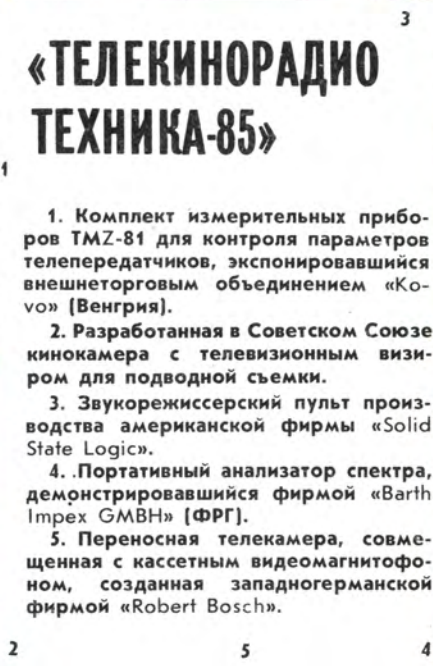 3
«ТЕЛЕКИНОРАДИО
ТЕХНИКА-85»
1
1. Комплект измерительных прибо-
ров TMZ-81 для контроля параметров
телепередатчиков, экспонировавшийся
внешнеторговым объединением «Ko-
vo» (Венгрия).
2. Разработанная в Советском Союзе
кинокамера с телевизионным визи-
ром для подводной съемки.
3. Звукорежиссерский пульт произ-
водства американской фирмы «Solid
State Logic».
4. .Портативный анализатор спектра,
демонстрировавшийся фирмой «Barth
Impex GMBH» (ФРГ).
5. Переносная телекамера, совме-
щенная с кассетным видеомагнитофо-
ном, созданная западногерманской
фирмой «Robert Bosch».
2 5 4